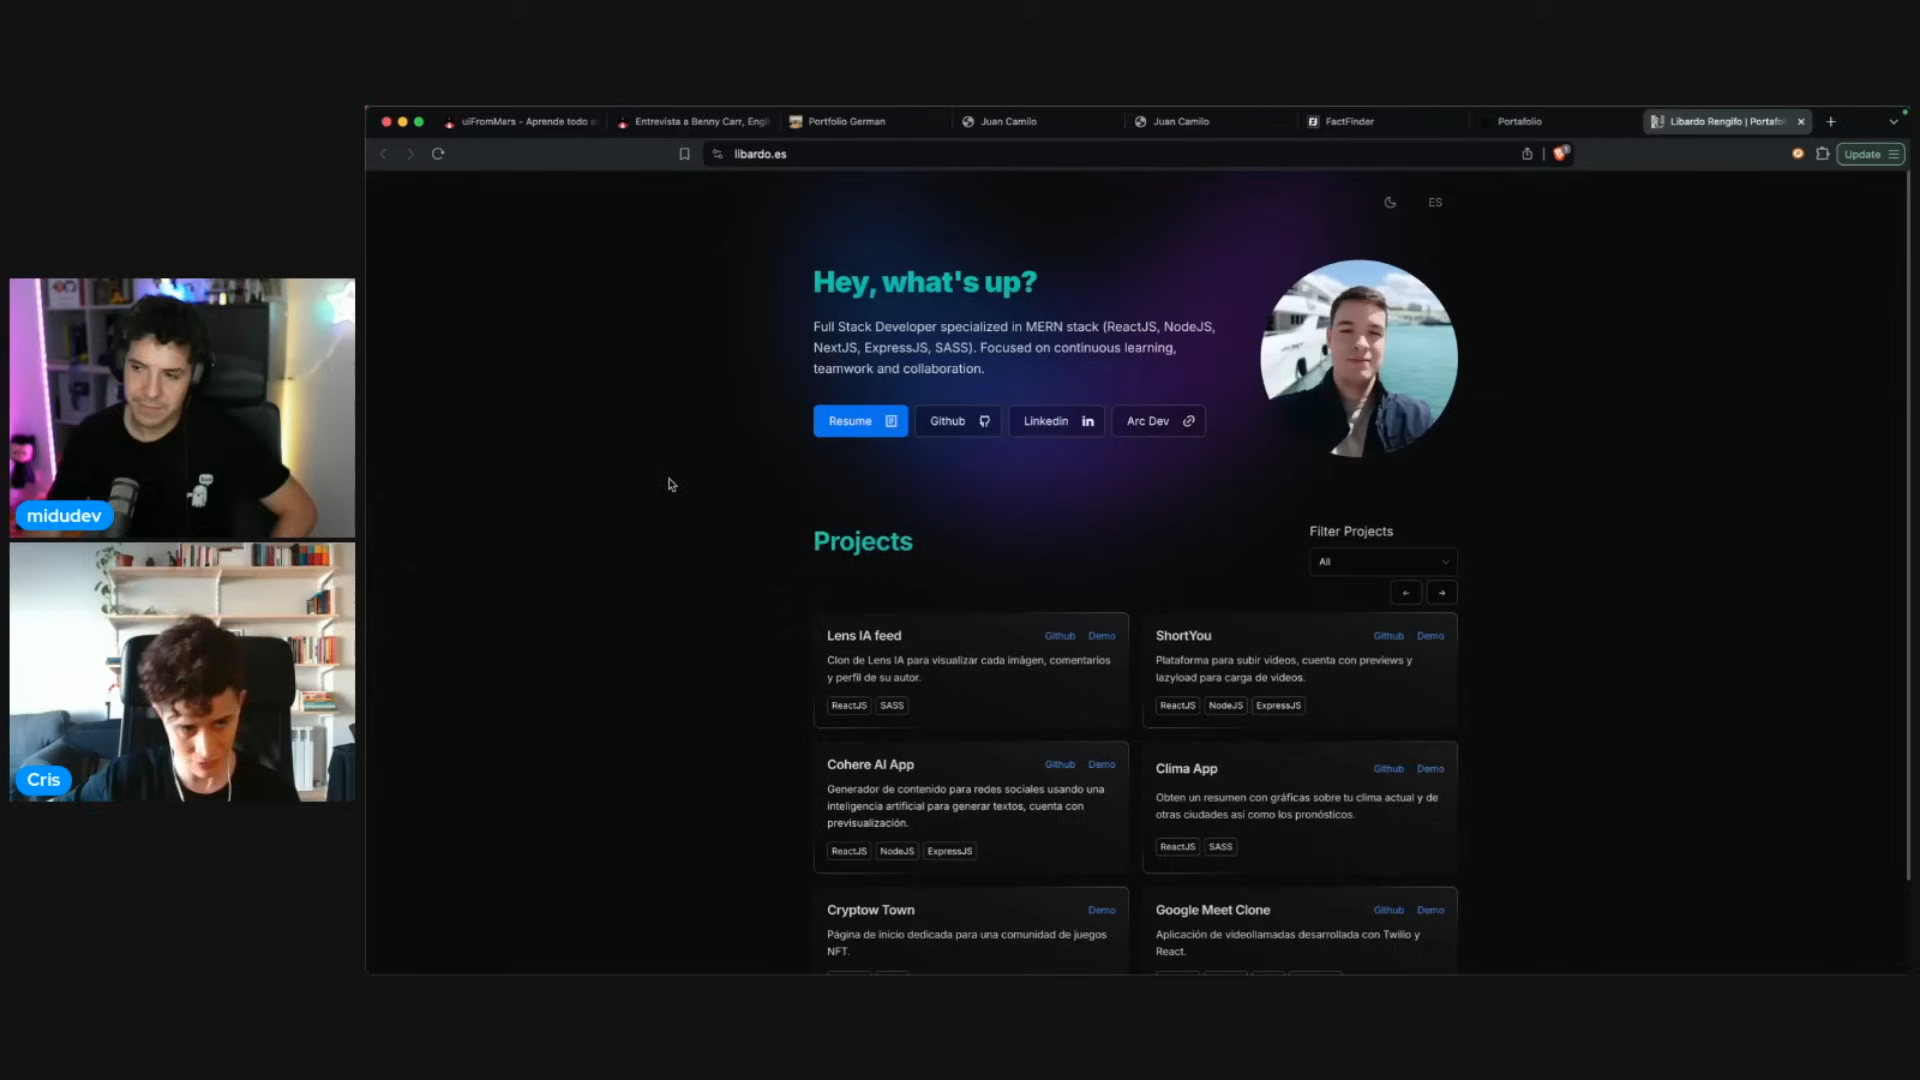 uiFromMars - Aprende todo s
Entrevista a Benny Carr, Engl
Portfolio German
Juan Camilo
Juan Camilo
FactFinder
Portafolio
Libardo Rengifo | Portafol
libardo.es
Update
ES
Hey, what's up?
Full Stack Developer specialized in MERN stack (ReactJS, NodeJS,
NextJS, ExpressJS, SASS). Focused on continuous learning,
teamwork and collaboration.
Resume
Github
Linkedin
Arc Dev
midudev
Cris
Projects
Filter Projects
All
Lens IA feed
Github Demo
Clon de Lens IA para visualizar cada imágen, comentarios
y perfil de su autor.
ReactJS SASS
ShortYou
Github Demo
Plataforma para subir videos, cuenta con previews y
lazyload para carga de videos.
ReactJS NodeJS ExpressJS
Cohere AI App
Github Demo
Generador de contenido para redes sociales usando una
inteligencia artificial para generar textos, cuenta con
previsualización.
ReactJS NodeJS ExpressJS
Clima App
Github Demo
Obten un resumen con gráficas sobre tu clima actual y de
otras ciudades así como los pronósticos.
ReactJS SASS
Cryptow Town
Demo
Página de inicio dedicada para una comunidad de juegos
NFT.
Google Meet Clone
Github Demo
Aplicación de videollamadas desarrollada con Twilio y
React.